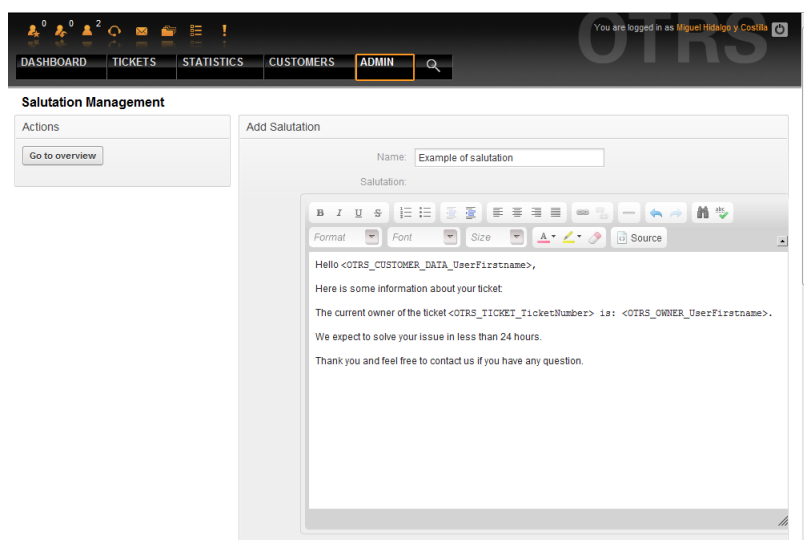 0 0 2
OTRS
You are logged in as Miguel Hidalgo y Costilla
DASHBOARD TICKETS STATISTICS CUSTOMERS ADMIN
Salutation Management
Actions
Go to overview
Add Salutation
Name: Example of salutation
Salutation:
B I U S
Format Font Size A Source
Hello <OTRS_CUSTOMER_DATA_UserFirstname>,
Here is some information about your ticket:
The current owner of the ticket <OTRS_TICKET_TicketNumber> is: <OTRS_OWNER_UserFirstname>.
We expect to solve your issue in less than 24 hours.
Thank you and feel free to contact us if you have any question.